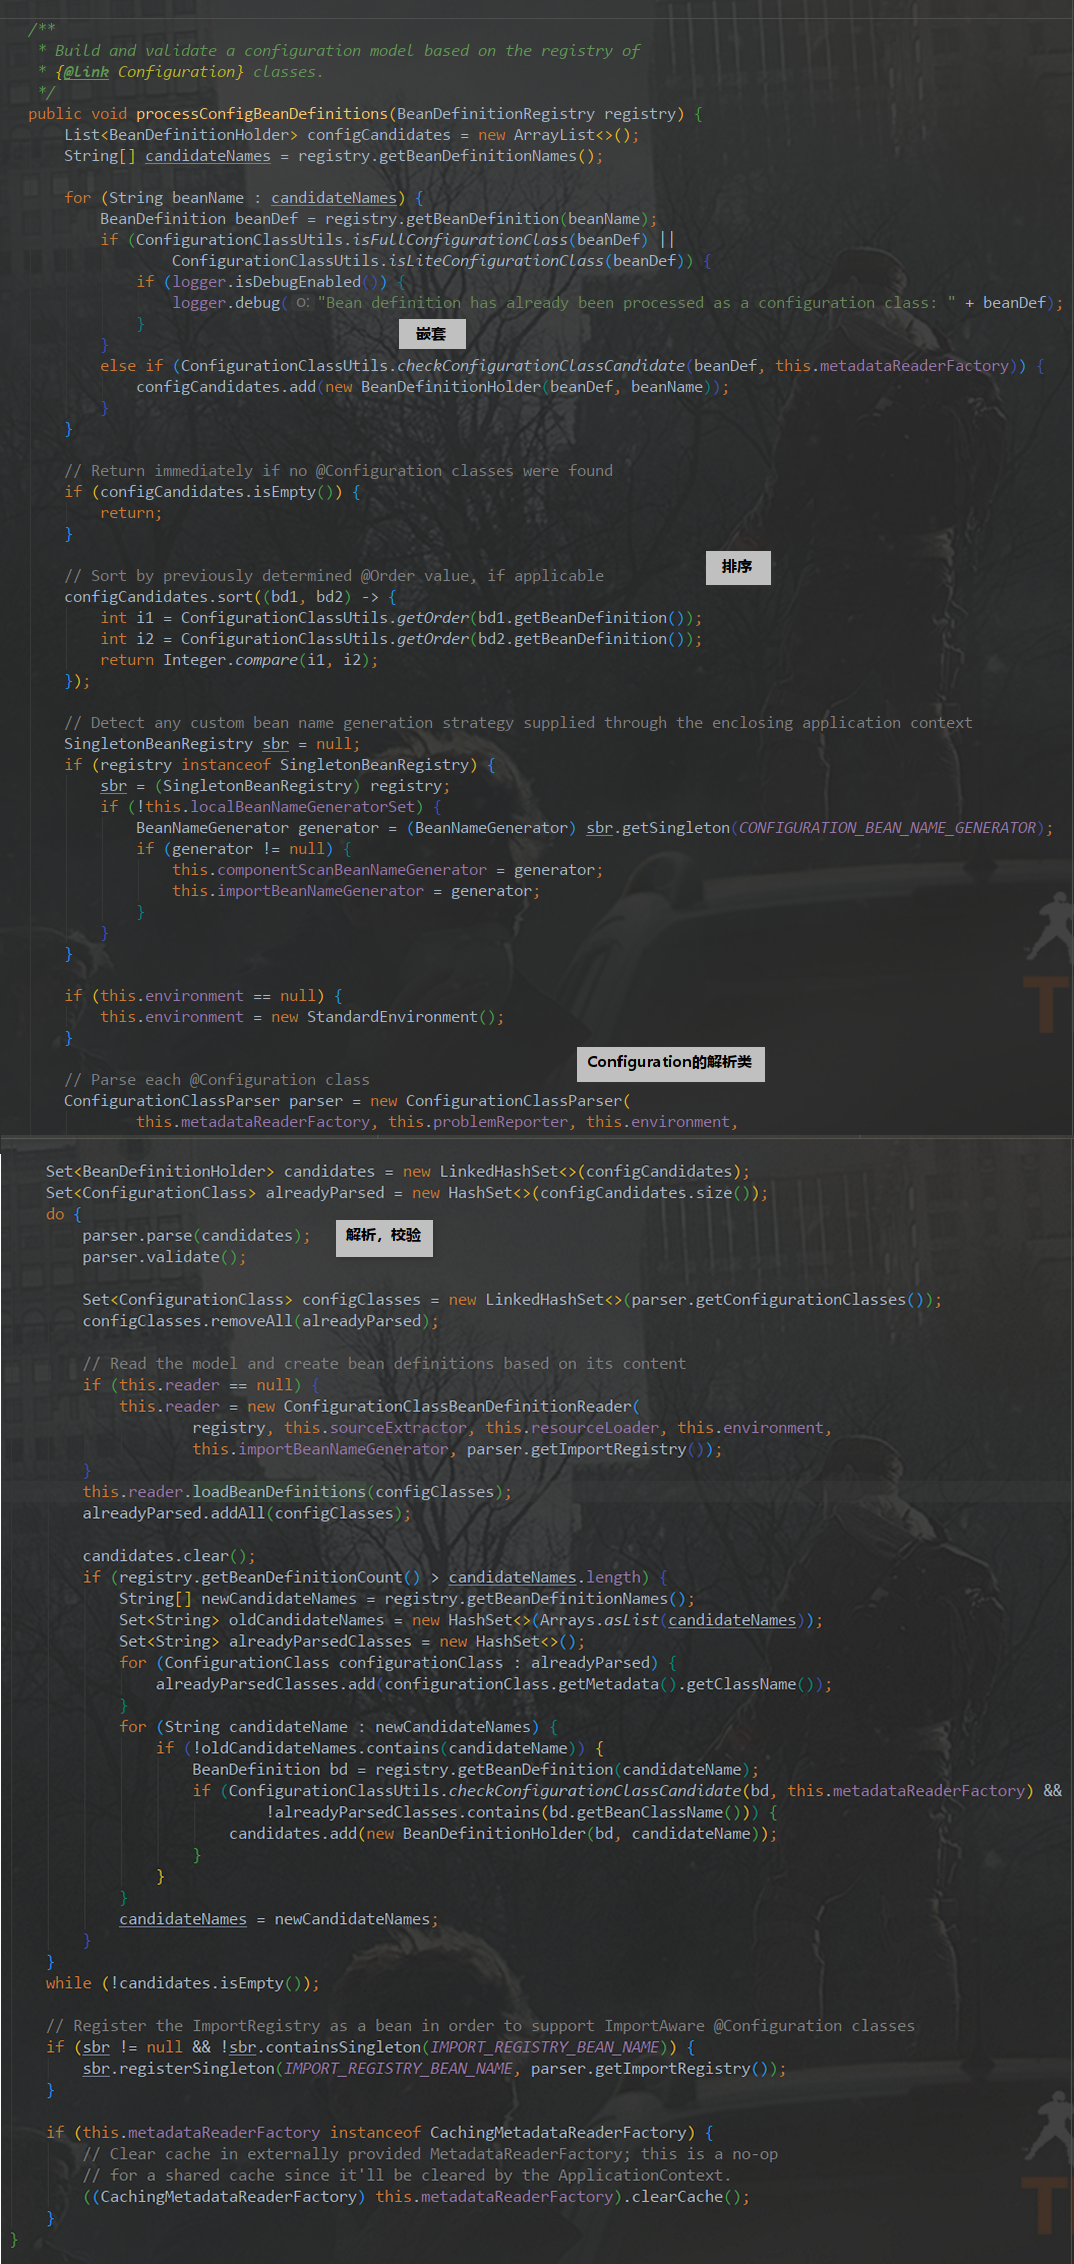 /**
 * Build and validate a configuration model based on the registry of
 * {@link Configuration} classes.
 */
public void processConfigBeanDefinitions(BeanDefinitionRegistry registry) {
    List<BeanDefinitionHolder> configCandidates = new ArrayList<>();
    String[] candidateNames = registry.getBeanDefinitionNames();

    for (String beanName : candidateNames) {
        BeanDefinition beanDef = registry.getBeanDefinition(beanName);
        if (ConfigurationClassUtils.isFullConfigurationClass(beanDef) ||
                ConfigurationClassUtils.isLiteConfigurationClass(beanDef)) {
            if (logger.isDebugEnabled()) {
                logger.debug( o: "Bean definition has already been processed as a configuration class: " + beanDef);
            }
嵌套
        }
        else if (ConfigurationClassUtils.checkConfigurationClassCandidate(beanDef, this.metadataReaderFactory)) {
            configCandidates.add(new BeanDefinitionHolder(beanDef, beanName));
        }
    }

    // Return immediately if no @Configuration classes were found
    if (configCandidates.isEmpty()) {
        return;
    }

排序
    // Sort by previously determined @Order value, if applicable
    configCandidates.sort((bd1, bd2) -> {
        int i1 = ConfigurationClassUtils.getOrder(bd1.getBeanDefinition());
        int i2 = ConfigurationClassUtils.getOrder(bd2.getBeanDefinition());
        return Integer.compare(i1, i2);
    });

    // Detect any custom bean name generation strategy supplied through the enclosing application context
    SingletonBeanRegistry sbr = null;
    if (registry instanceof SingletonBeanRegistry) {
        sbr = (SingletonBeanRegistry) registry;
        if (!this.localBeanNameGeneratorSet) {
            BeanNameGenerator generator = (BeanNameGenerator) sbr.getSingleton(CONFIGURATION_BEAN_NAME_GENERATOR);
            if (generator != null) {
                this.componentScanBeanNameGenerator = generator;
                this.importBeanNameGenerator = generator;
            }
        }
    }

    if (this.environment == null) {
        this.environment = new StandardEnvironment();
    }

Configuration的解析类
    // Parse each @Configuration class
    ConfigurationClassParser parser = new ConfigurationClassParser(
            this.metadataReaderFactory, this.problemReporter, this.environment,
    Set<BeanDefinitionHolder> candidates = new LinkedHashSet<>(configCandidates);
    Set<ConfigurationClass> alreadyParsed = new HashSet<>(configCandidates.size());
    do {
        parser.parse(candidates);
解析，校验
        parser.validate();

        Set<ConfigurationClass> configClasses = new LinkedHashSet<>(parser.getConfigurationClasses());
        configClasses.removeAll(alreadyParsed);

        // Read the model and create bean definitions based on its content
        if (this.reader == null) {
            this.reader = new ConfigurationClassBeanDefinitionReader(
                    registry, this.sourceExtractor, this.resourceLoader, this.environment,
                    this.importBeanNameGenerator, parser.getImportRegistry());
        }
        this.reader.loadBeanDefinitions(configClasses);
        alreadyParsed.addAll(configClasses);

        candidates.clear();
        if (registry.getBeanDefinitionCount() > candidateNames.length) {
            String[] newCandidateNames = registry.getBeanDefinitionNames();
            Set<String> oldCandidateNames = new HashSet<>(Arrays.asList(candidateNames));
            Set<String> alreadyParsedClasses = new HashSet<>();
            for (ConfigurationClass configurationClass : alreadyParsed) {
                alreadyParsedClasses.add(configurationClass.getMetadata().getClassName());
            }
            for (String candidateName : newCandidateNames) {
                if (!oldCandidateNames.contains(candidateName)) {
                    BeanDefinition bd = registry.getBeanDefinition(candidateName);
                    if (ConfigurationClassUtils.checkConfigurationClassCandidate(bd, this.metadataReaderFactory) &&
                            !alreadyParsedClasses.contains(bd.getBeanClassName())) {
                        candidates.add(new BeanDefinitionHolder(bd, candidateName));
                    }
                }
            }
            candidateNames = newCandidateNames;
        }
    }
    while (!candidates.isEmpty());

    // Register the ImportRegistry as a bean in order to support ImportAware @Configuration classes
    if (sbr != null && !sbr.containsSingleton(IMPORT_REGISTRY_BEAN_NAME)) {
        sbr.registerSingleton(IMPORT_REGISTRY_BEAN_NAME, parser.getImportRegistry());
    }

    if (this.metadataReaderFactory instanceof CachingMetadataReaderFactory) {
        // Clear cache in externally provided MetadataReaderFactory; this is a no-op
        // for a shared cache since it'll be cleared by the ApplicationContext.
        ((CachingMetadataReaderFactory) this.metadataReaderFactory).clearCache();
    }
}